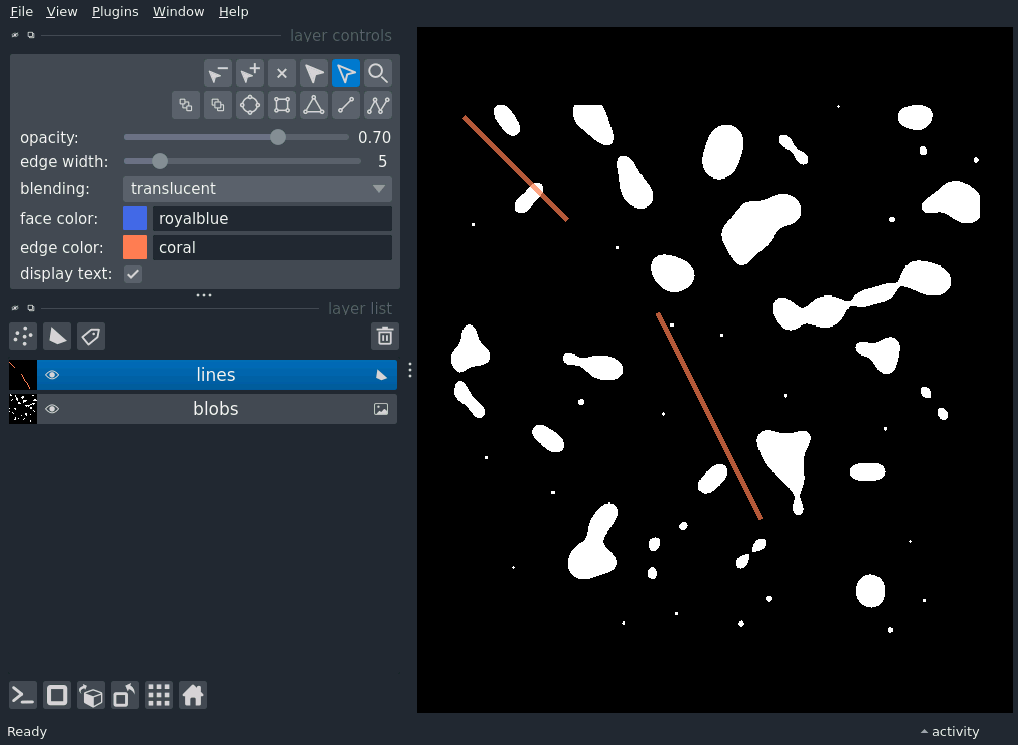 File View Plugins Window Help
layer controls
opacity: 0.70
edge width: 5
blending: translucent
face color: royalblue
edge color: coral
display text:
layer list
lines
blobs
Ready activity